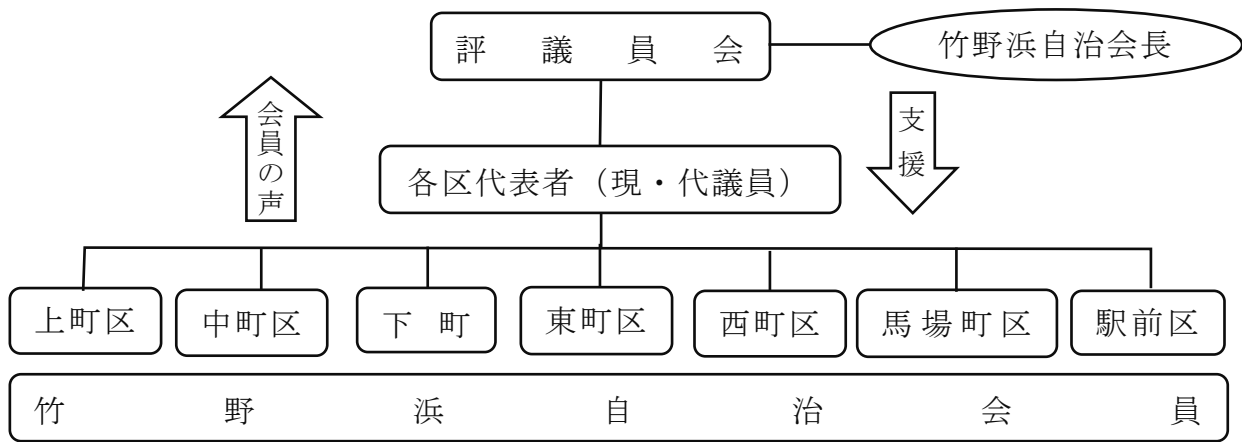 評議員会
竹野浜自治会長
会員の声
支援
各区代表者（現・代議員）
上町区
中町区
下町
東町区
西町区
馬場町区
駅前区
竹野浜自治会員